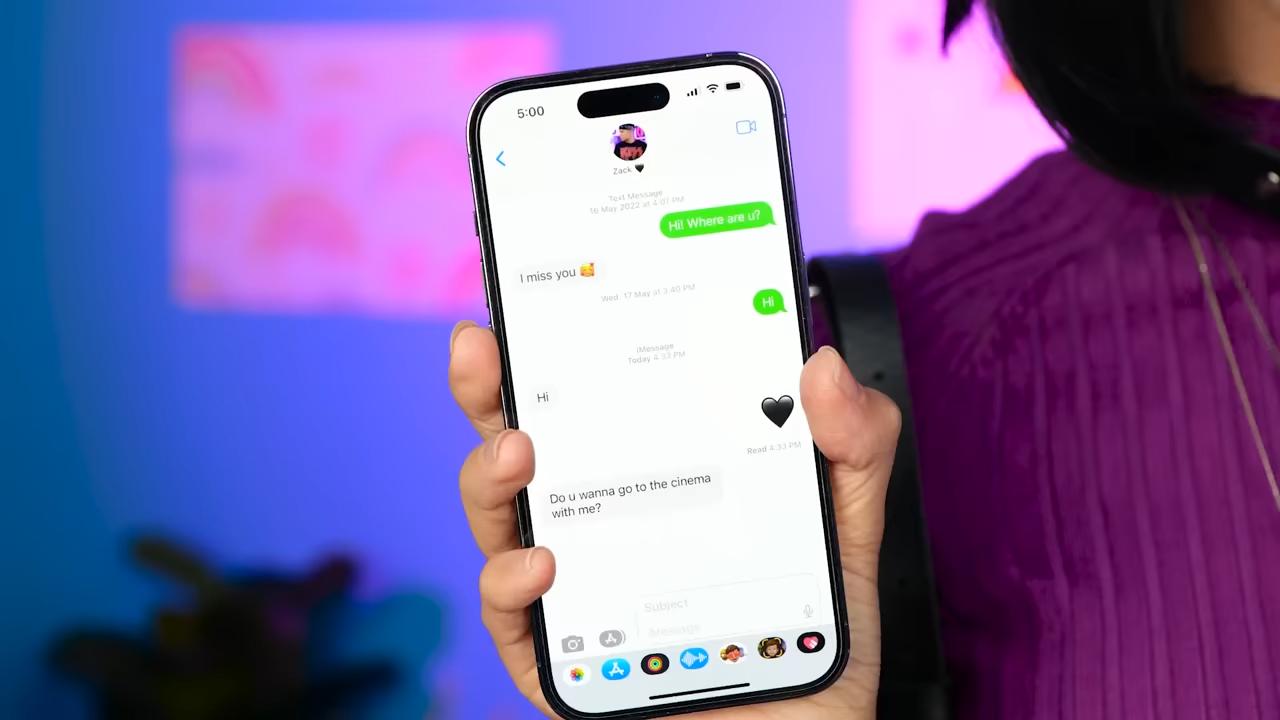 5:00
Zack 🖤
Text Message
16 May 2022 at 4:07 PM
Hi! Where are u?
I miss you 🥰
Wed, 17 May at 3:40 PM
Hi
iMessage
Today 4:33 PM
Hi
🖤
Read 4:33 PM
Do u wanna go to the cinema
with me?
Subject
iMessage